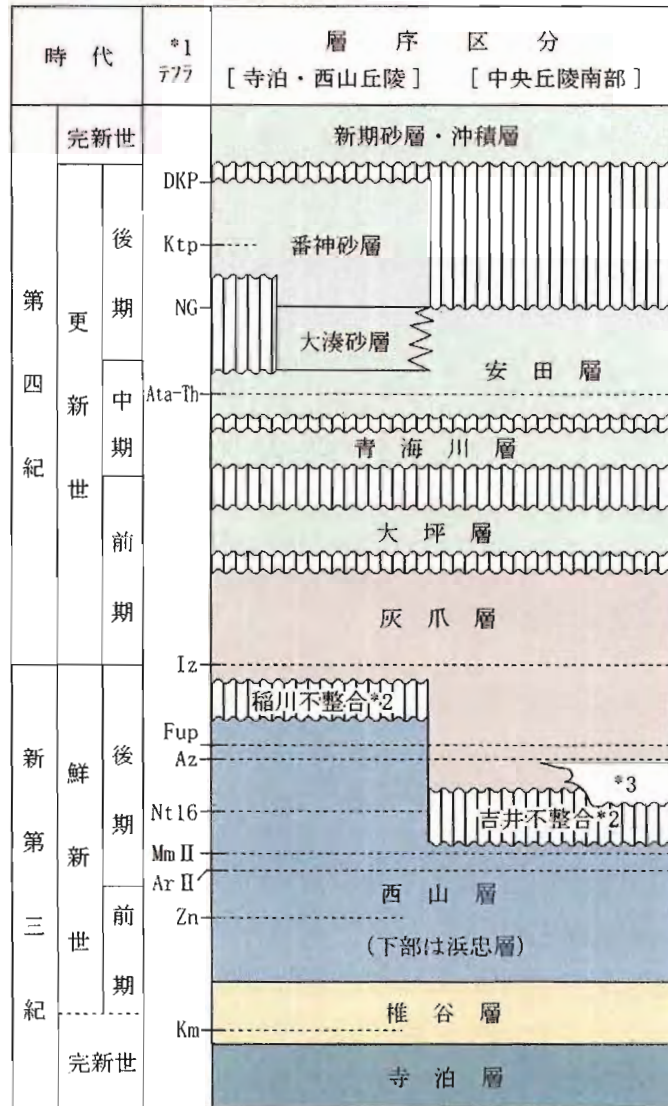 時 代
*1
テフラ
層 序 区 分
[ 寺泊・西山丘陵 ] [ 中央丘陵南部 ]
第四紀
完新世
更新世
後期
中期
前期
新第三紀
鮮新世
後期
前期
完新世
DKP
Ktp
NG
Ata-Th
Iz
Fup
Az
Nt16
MmⅡ
ArⅡ
Zn
Km
新期砂層・沖積層
番神砂層
大湊砂層
安田層
青海川層
大坪層
灰爪層
稲川不整合*2
*3
吉井不整合*2
西山層
(下部は浜忠層)
椎谷層
寺泊層